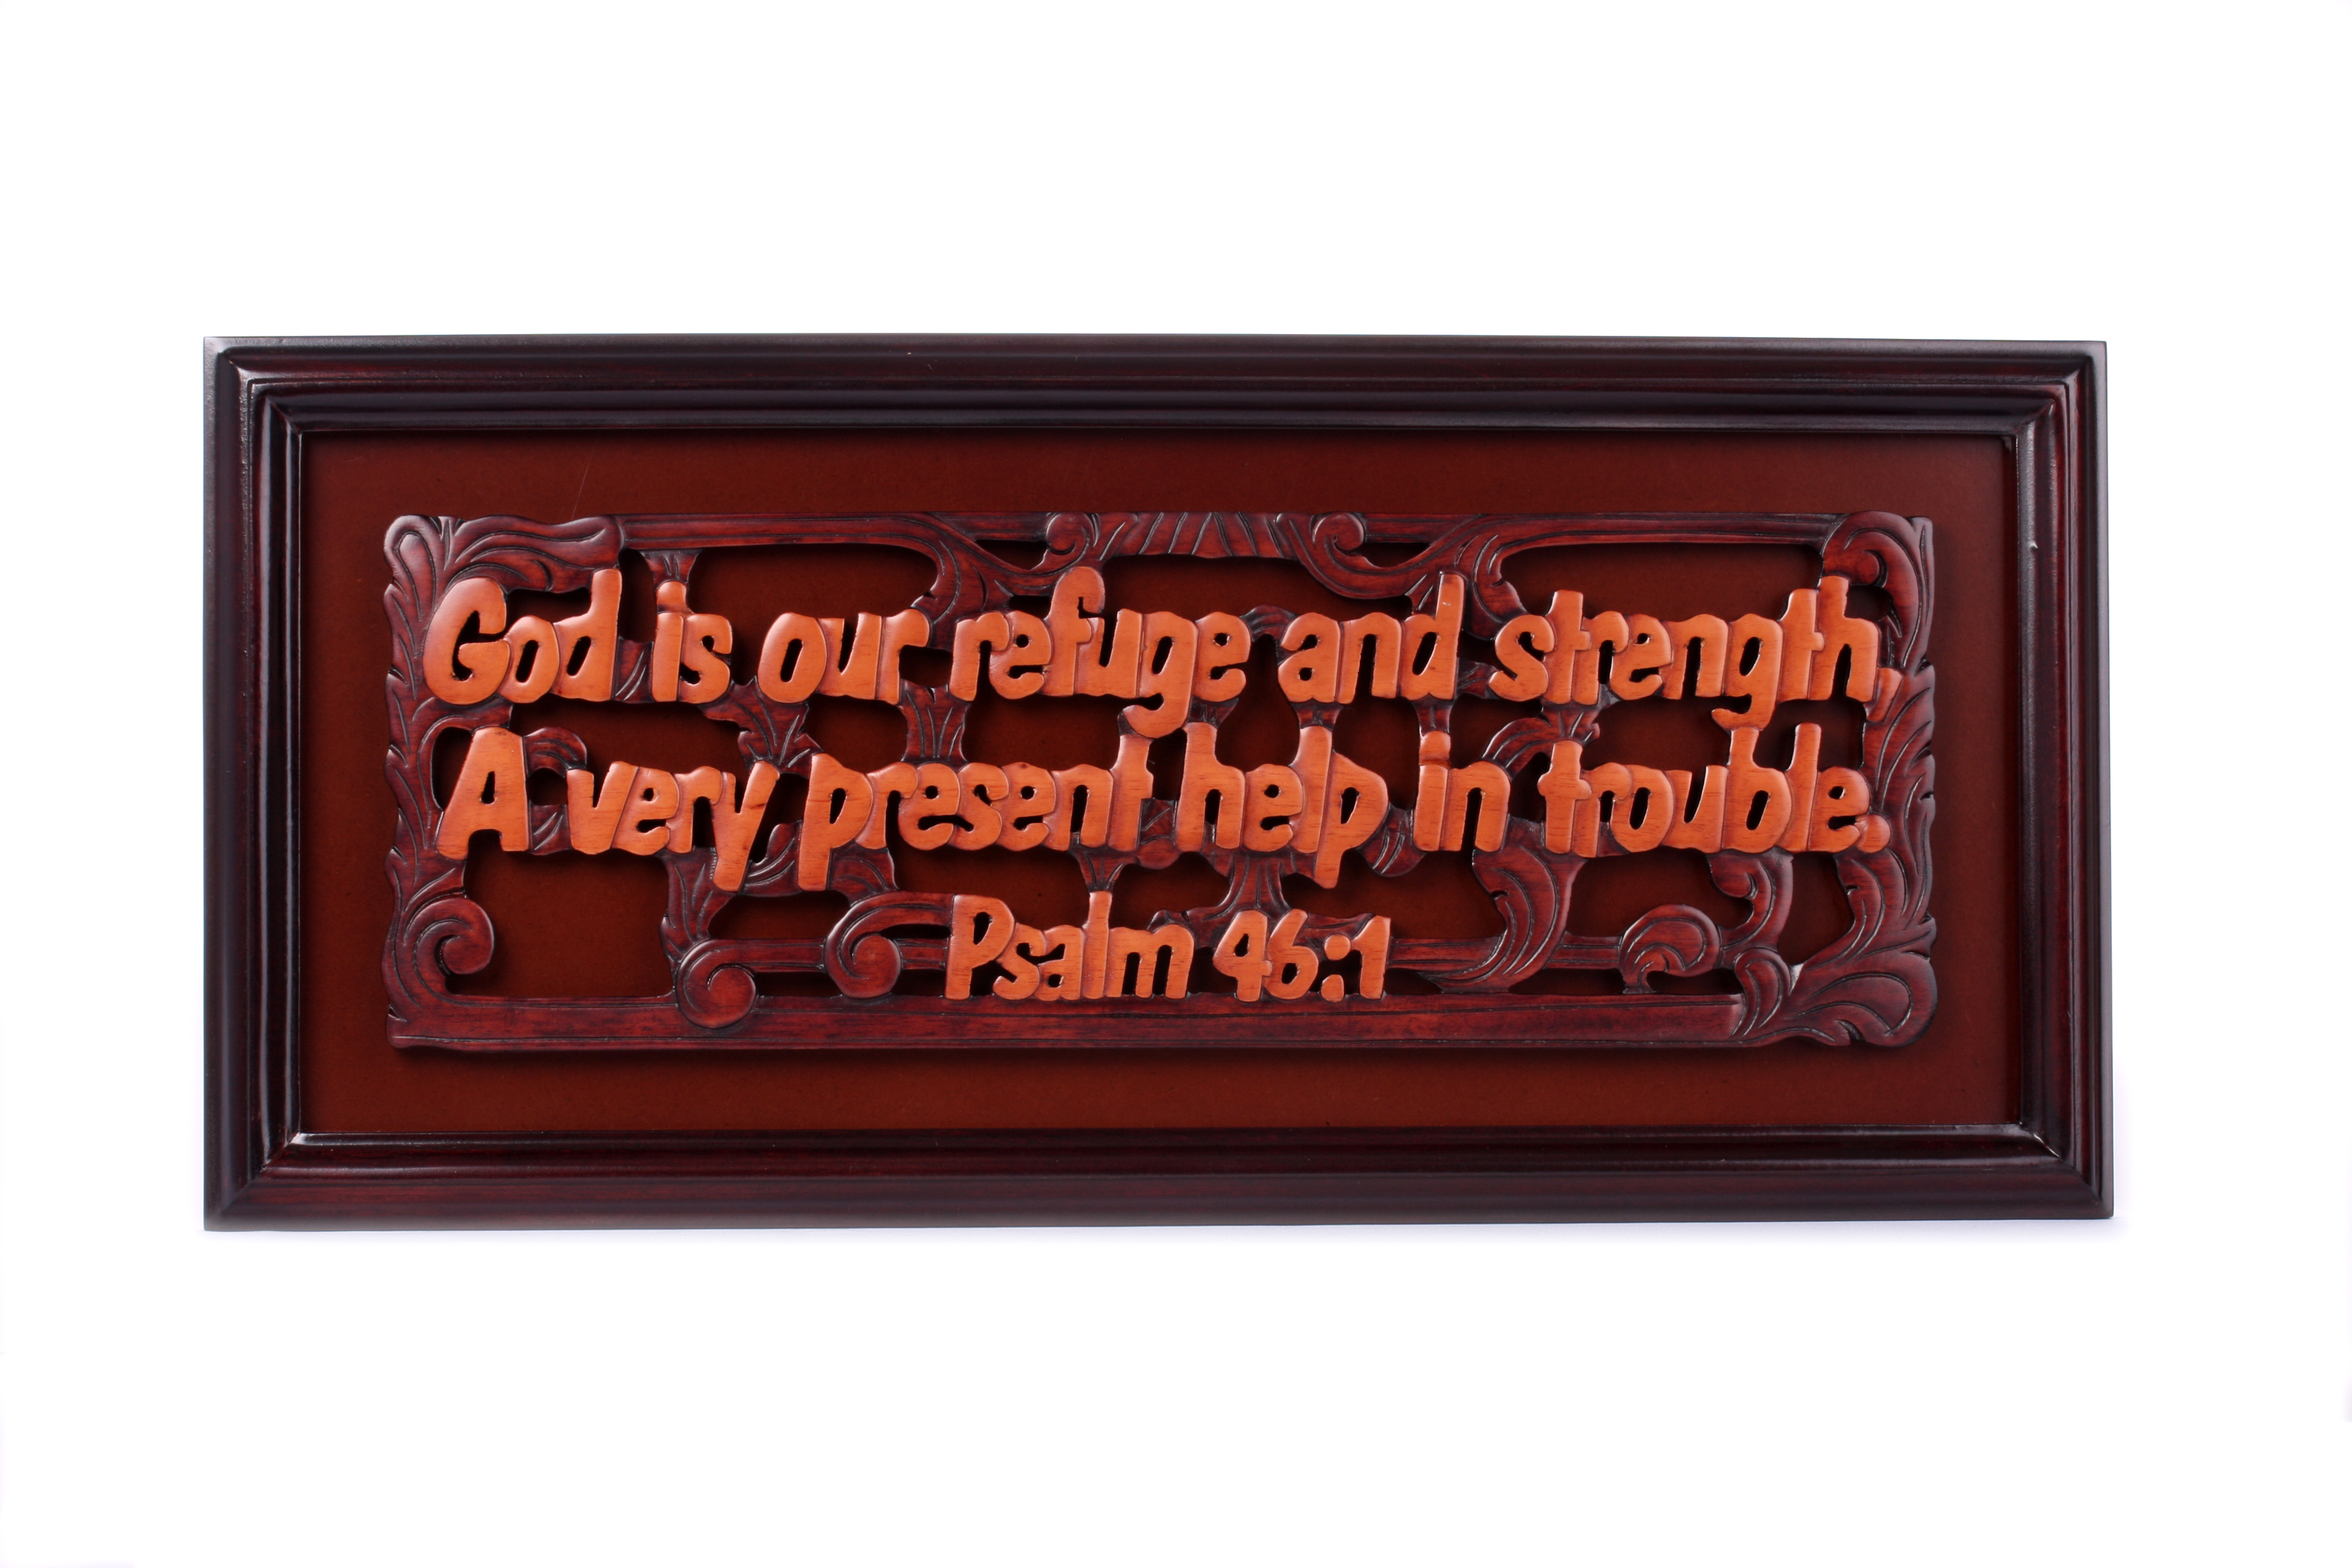 God is our refuge and strength,
A very present help in trouble.
Psalm 46:1